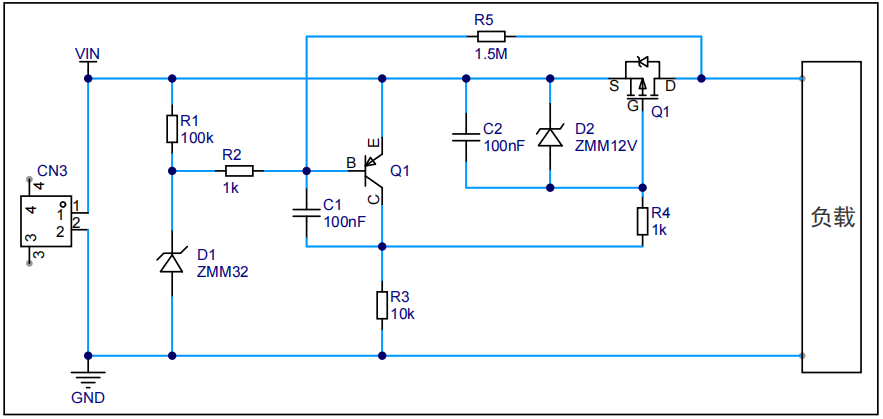 R5
1.5M
VIN
S
D
G
Q1
R1
100k
C2
100nF
D2
ZMM12V
E
B
Q1
C
R2
1k
CN3
4
4
1
1
2
2
3
3
C1
100nF
R4
1k
负载
D1
ZMM32
R3
10k
GND